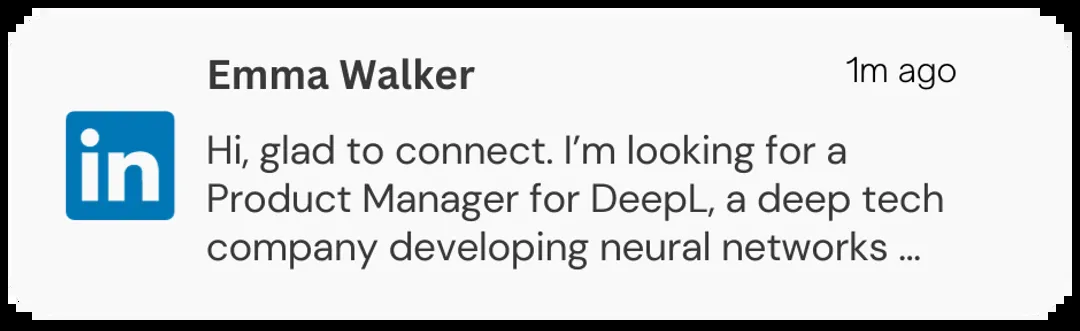 Emma Walker
1m ago
in
Hi, glad to connect. I’m looking for a
Product Manager for DeepL, a deep tech
company developing neural networks ...